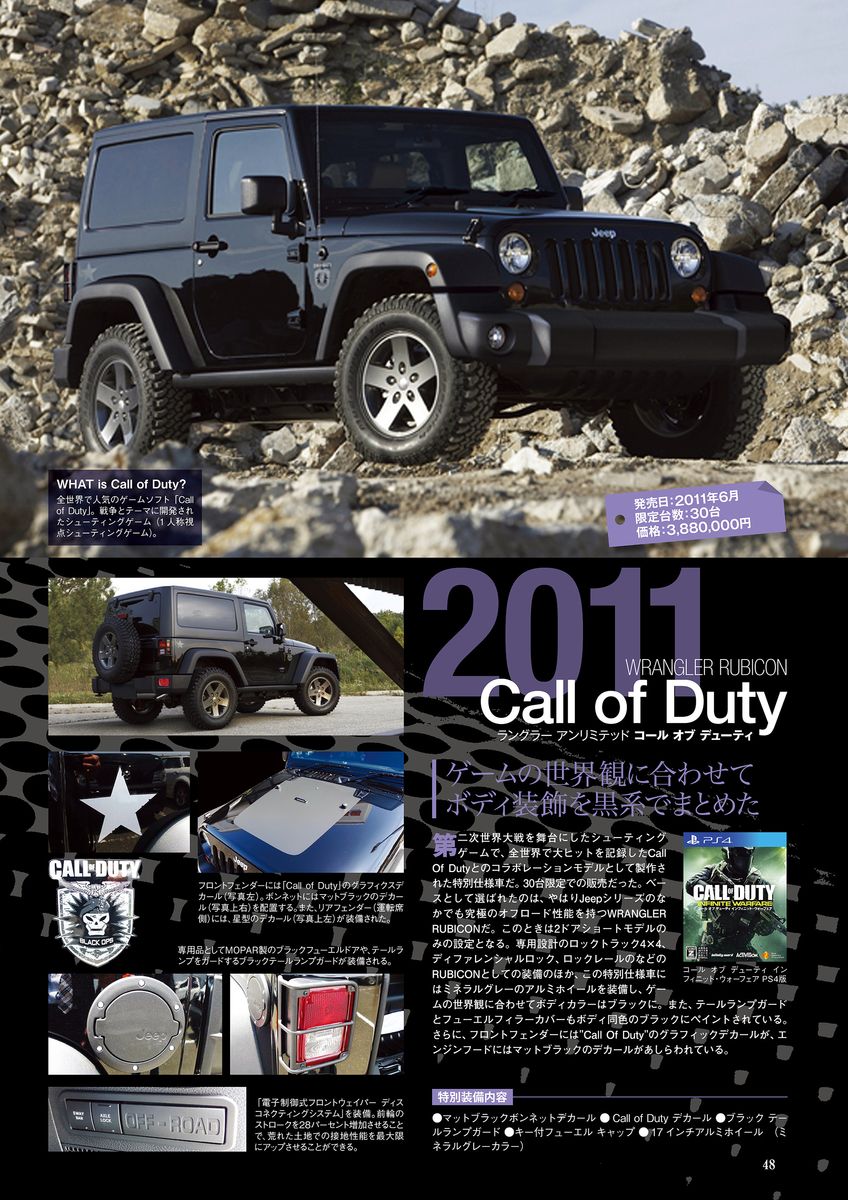 Jeep
WHAT is Call of Duty?
全世界で人気のゲームソフト「Call
of Duty」。戦争とテーマに開発され
たシューティングゲーム（1人称視
点シューティングゲーム）。
発売日：2011年6月
限定台数：30台
価格：3,880,000円
2011
WRANGLER RUBICON
Call of Duty
ラングラー アンリミテッド コール オブ デューティ
ゲームの世界観に合わせて
ボディ装飾を黒系でまとめた
第二次世界大戦を舞台にしたシューティング
ゲームで、全世界で大ヒットを記録したCall
Of Dutyとのコラボレーションモデルとして製作さ
れた特別仕様車だ。30台限定での販売だった。ベー
スとして選ばれたのは、やはりJeepシリーズのな
かでも究極のオフロード性能を持つWRANGLER
RUBICONだ。このときは2ドアショートモデルの
みの設定となる。専用設計のロックトラック4×4、
ディファレンシャルロック、ロックレールのなどの
RUBICONとしての装備のほか、この特別仕様車に
はミネラルグレーのアルミホイールを装備し、ゲー
ムの世界観に合わせてボディカラーはブラックに。また、テールランプガード
とフューエルフィラーカバーもボディ同色のブラックにペイントされている。
さらに、フロントフェンダーには"Call Of Duty"のグラフィックデカールが、エ
ンジンフードにはマットブラックのデカールがあしらわれている。
PS4
CALL OF DUTY
INFINITE WARFARE
コール オブ デューティ インフィニット・ウォーフェア
ACTIVISION
コール オブ デューティ イン
フィニット・ウォーフェア PS4版
Jeep
フロントフェンダーには「Call of Duty」のグラフィクスデ
カール（写真左）。ボンネットにはマットブラックのデカー
ル（写真上右）を配置する。また、リアフェンダー（運転席
側）には、星型のデカール（写真上左）が装備された。
CALL OF DUTY
BLACK OPS
専用品としてMOPAR製のブラックフューエルドアや、テールラ
ンプをガードするブラックテールランプガードが装備される。
Jeep
SWAY
BAR
AXLE
LOCK
OFF-ROAD
「電子制御式フロントウェイバー ディス
コネクティングシステム」を装備。前輪の
ストロークを28パーセント増加させること
で、荒れた土地での接地性能を最大限
にアップさせることができる。
特別装備内容
●マットブラックボンネットデカール ● Call of Duty デカール ●ブラック テー
ルランプガード ●キー付フューエル キャップ ●17 インチアルミホイール （ミ
ネラルグレーカラー）
48